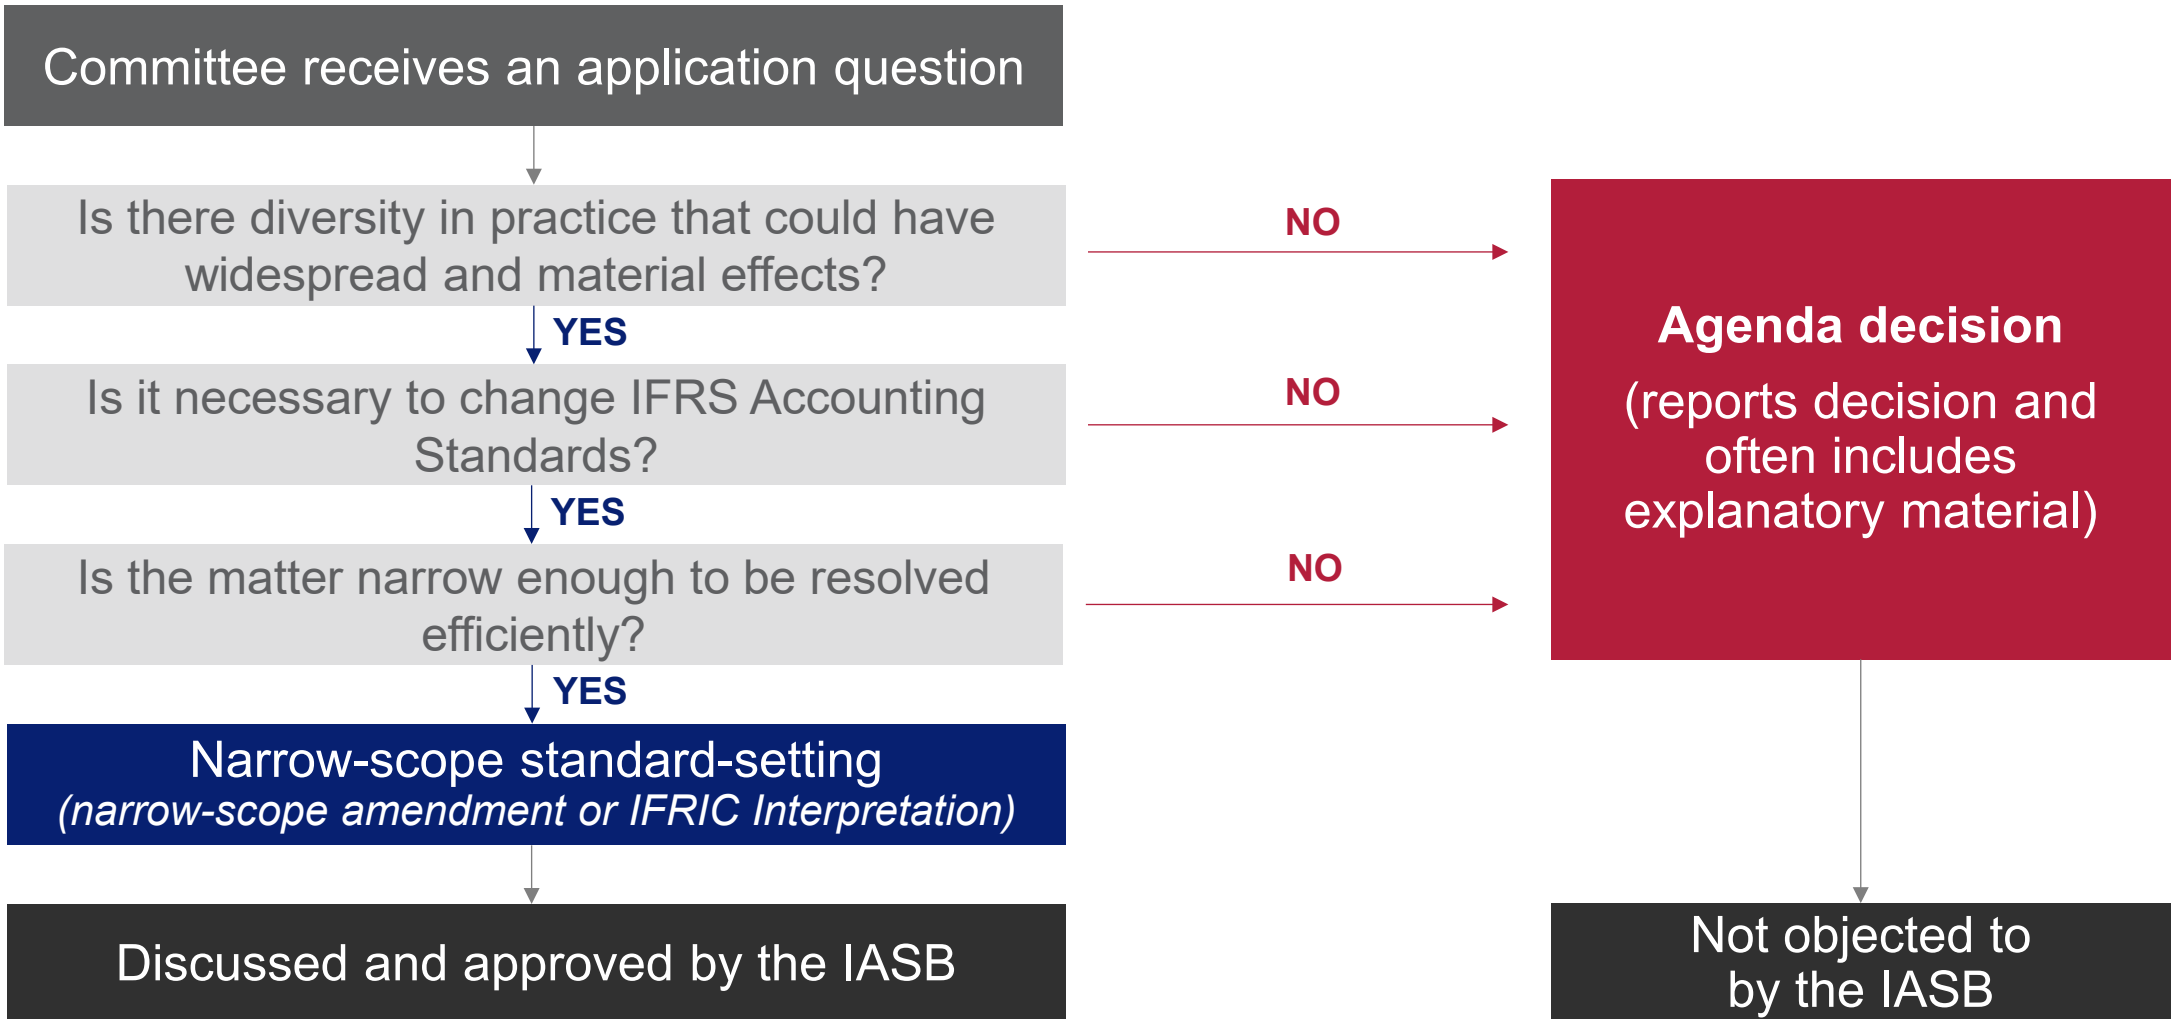 Committee receives an application question
Is there diversity in practice that could have
widespread and material effects?
NO
YES
Is it necessary to change IFRS Accounting
Standards?
NO
YES
Is the matter narrow enough to be resolved
efficiently?
NO
YES
Narrow-scope standard-setting
(narrow-scope amendment or IFRIC Interpretation)
Discussed and approved by the IASB
Agenda decision
(reports decision and
often includes
explanatory material)
Not objected to
by the IASB